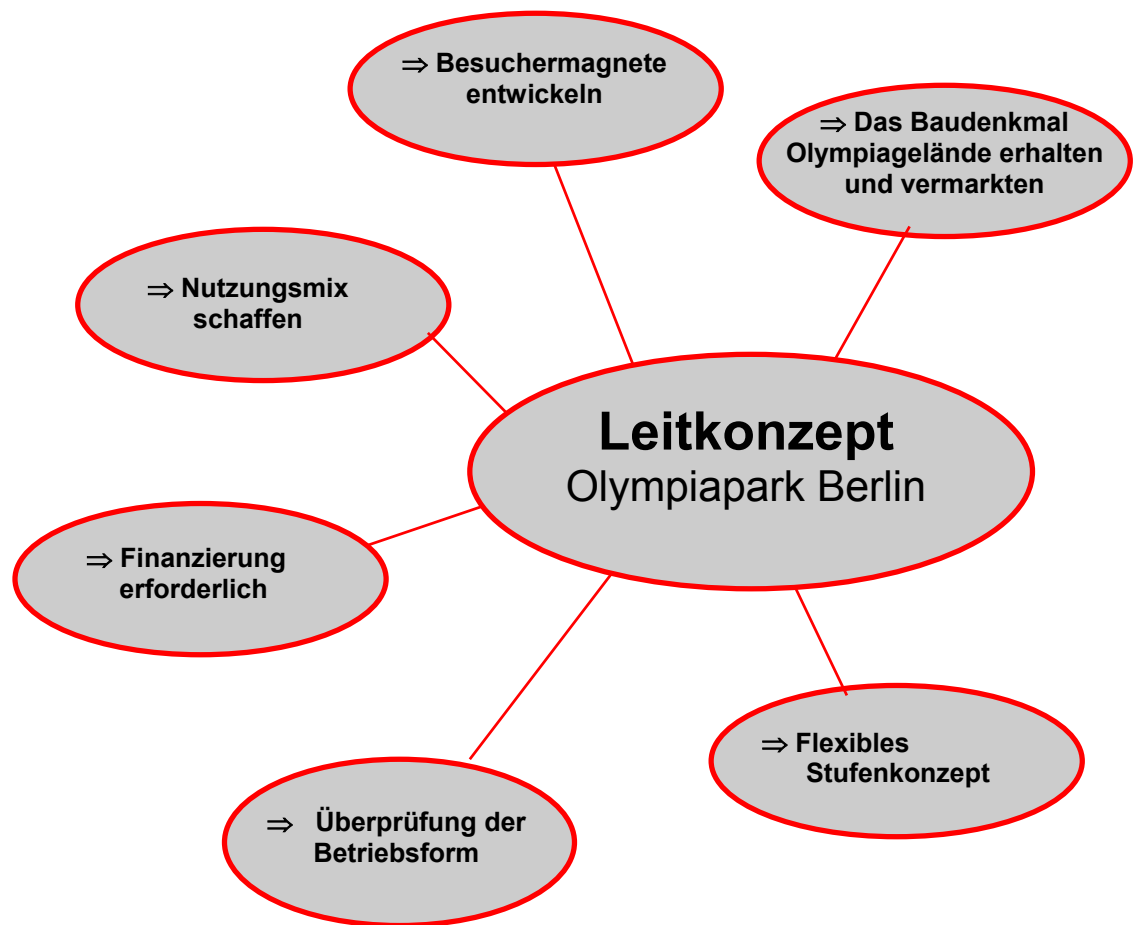 ⇒ Besuchermagnete
entwickeln
⇒ Das Baudenkmal
Olympiagelände erhalten
und vermarkten
⇒ Nutzungsmix
schaffen
Leitkonzept
Olympiapark Berlin
⇒ Finanzierung
erforderlich
⇒ Flexibles
Stufenkonzept
⇒ Überprüfung der
Betriebsform